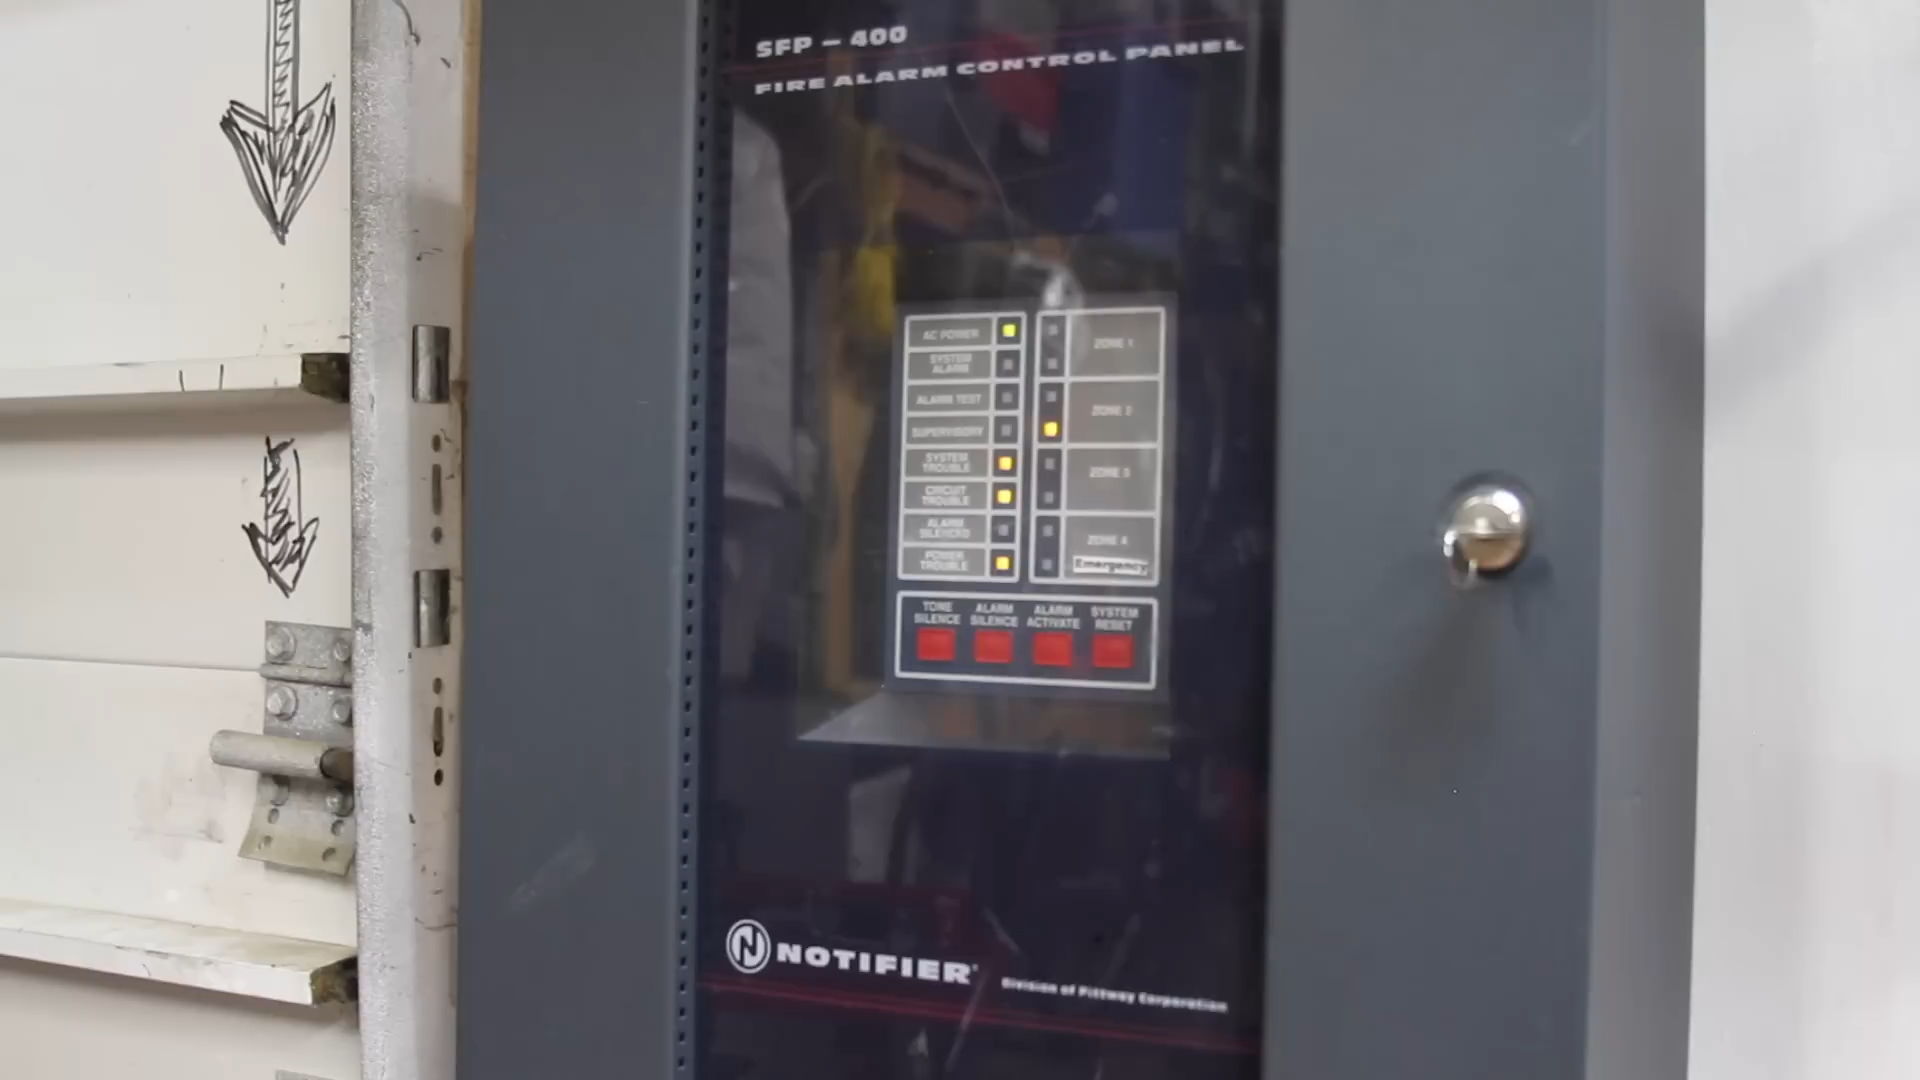 SFP - 400
FIRE ALARM CONTROL PANEL
AC POWER
SYSTEM
ALARM
ALARM TEST
SUPERVISORY
SYSTEM
TROUBLE
CIRCUIT
TROUBLE
ALARM
SILENCED
POWER
TROUBLE
ZONE 1
ZONE 2
ZONE 3
ZONE 4
Emergency
TONE
SILENCE
ALARM
SILENCE
ALARM
ACTIVATE
SYSTEM
RESET
N NOTIFIER
Division of Pittway Corporation